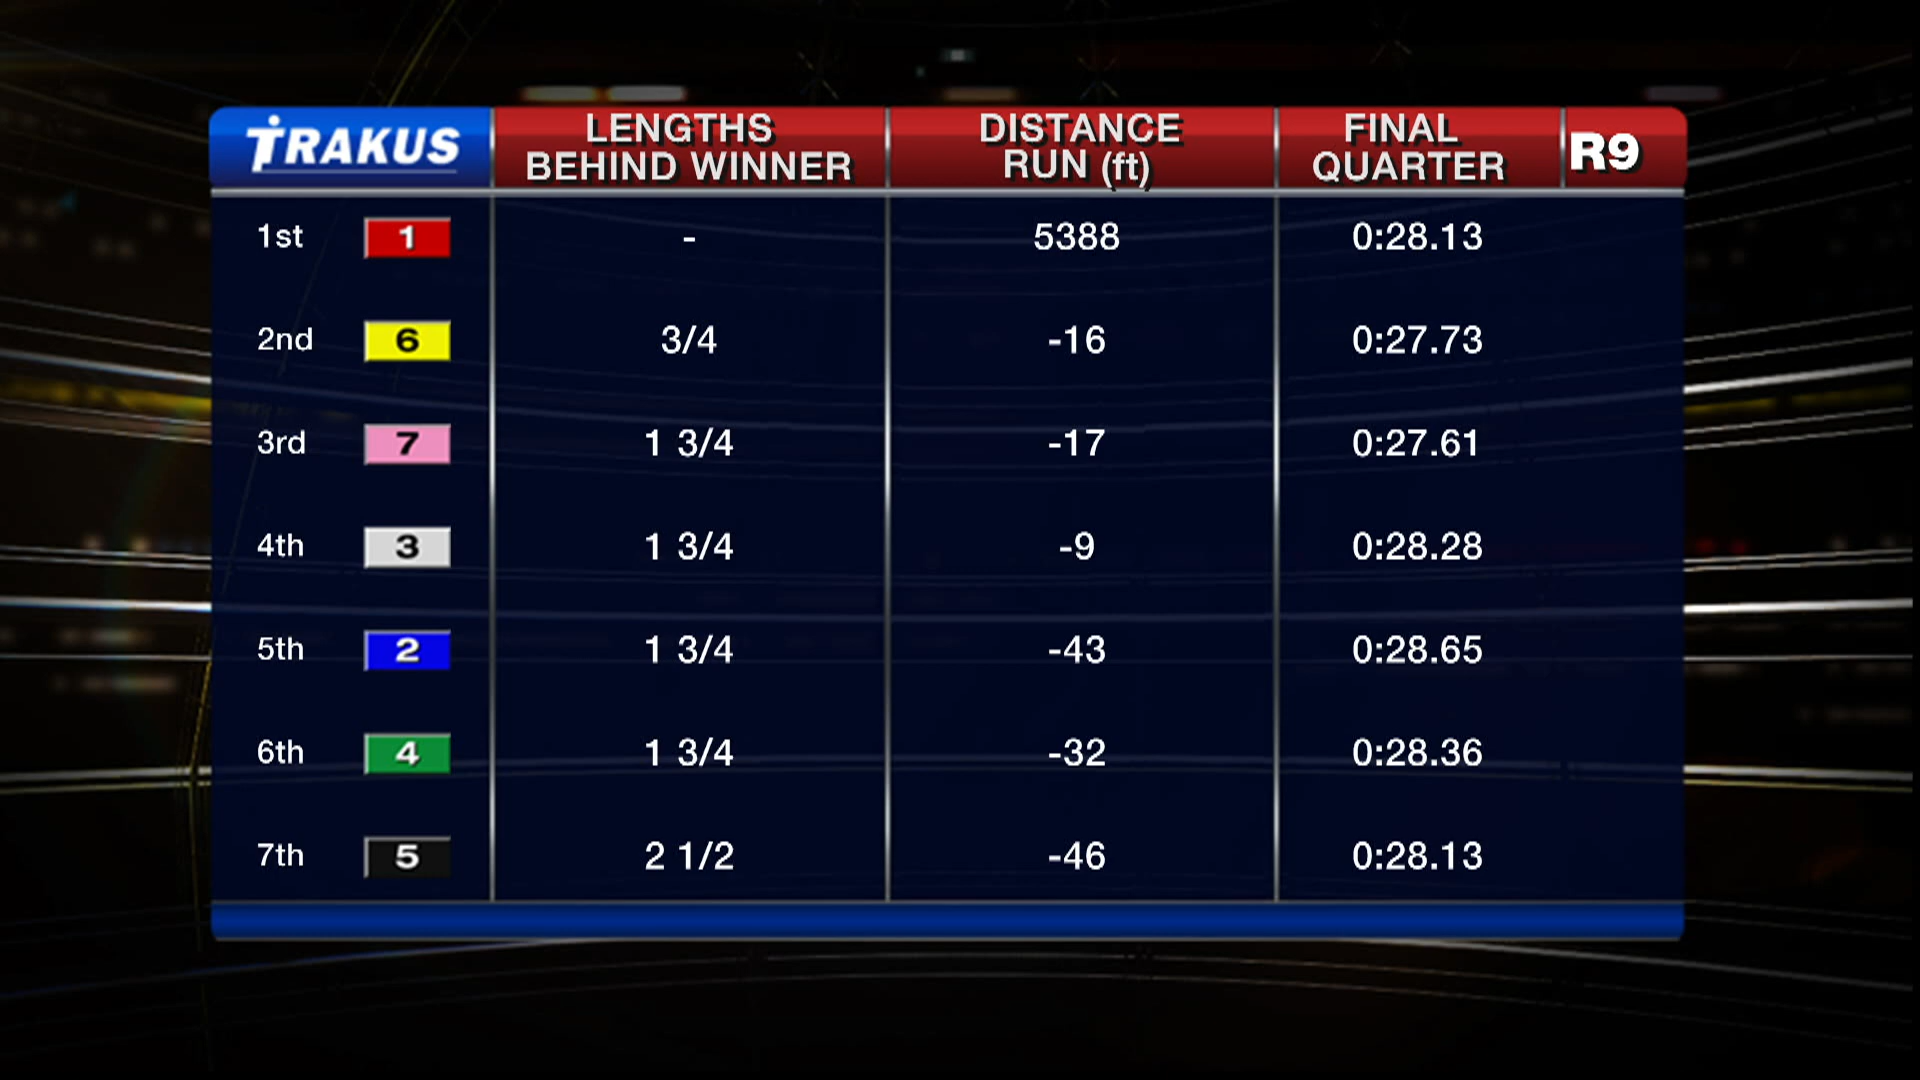 TRAKUS
LENGTHS
BEHIND WINNER
DISTANCE
RUN (ft)
FINAL
QUARTER
R9
1st 1 - 5388 0:28.13
2nd 6 3/4 -16 0:27.73
3rd 7 1 3/4 -17 0:27.61
4th 3 1 3/4 -9 0:28.28
5th 2 1 3/4 -43 0:28.65
6th 4 1 3/4 -32 0:28.36
7th 5 2 1/2 -46 0:28.13